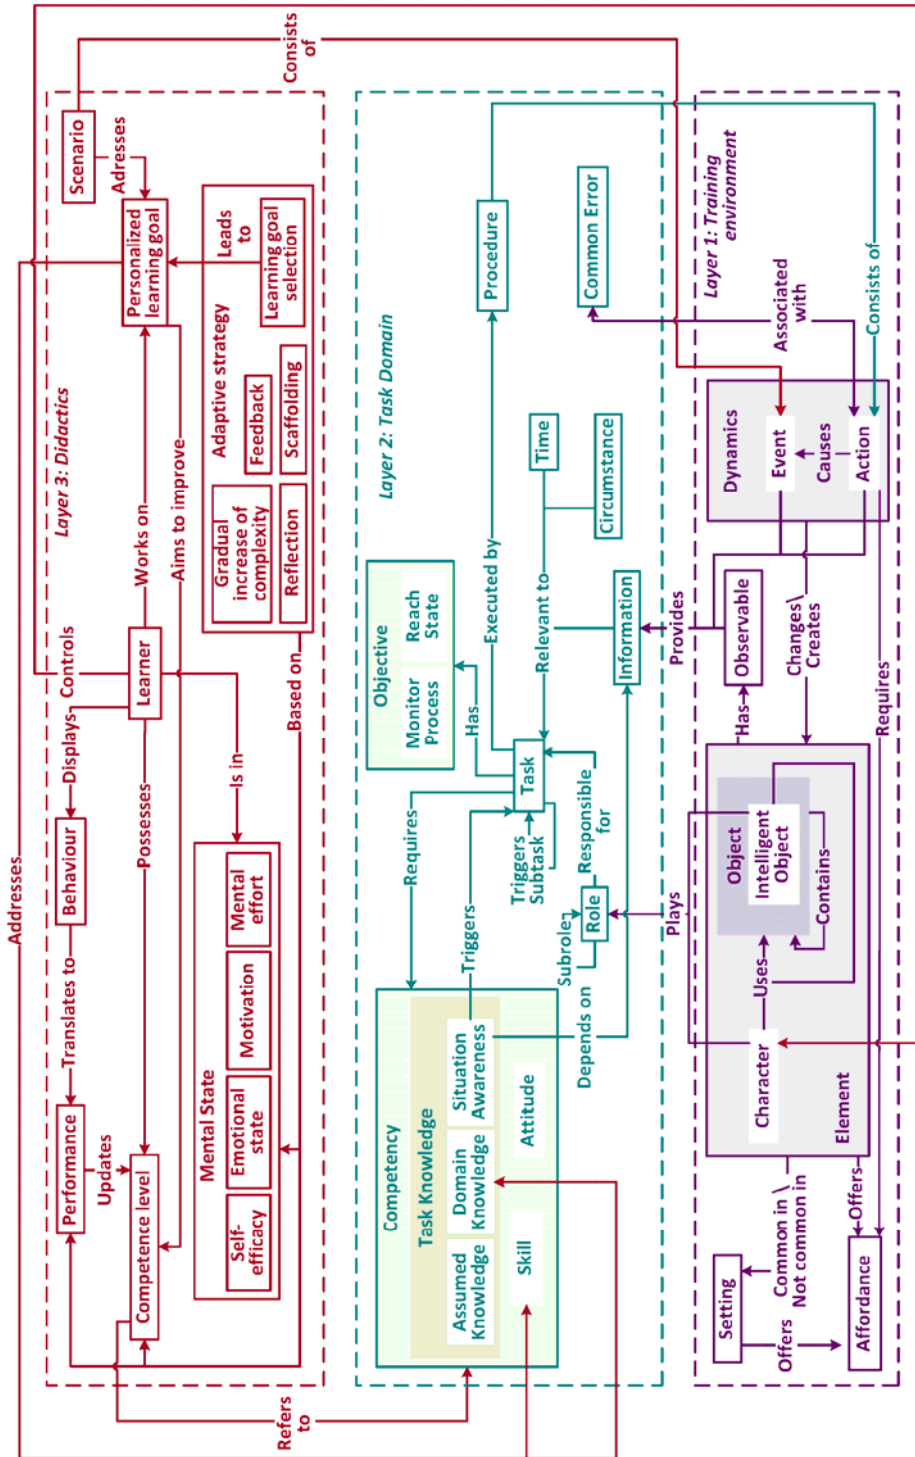 Addresses
Refers
to
Controls
Consists
of
Layer 3: Didactics
Performance
Translates to
Behaviour
Displays
Learner
Works on
Personalized
learning goal
Adresses
Scenario
Updates
Competence level
Possesses
Aims to improve
Is in
Mental State
Self-
efficacy
Emotional
state
Motivation
Mental
effort
Based on
Adaptive strategy
Gradual
increase of
complexity
Feedback
Reflection
Scaffolding
Learning goal
selection
Leads
to
Layer 2: Task Domain
Competency
Task Knowledge
Assumed
Knowledge
Domain
Knowledge
Situation
Awareness
Skill
Attitude
Requires
Triggers
Depends on
Objective
Monitor
Process
Reach
State
Has
Task
Triggers
Subtask
Subrole
Role
Responsible
for
Executed by
Procedure
Relevant to
Time
Circumstance
Information
Common Error
Plays
Provides
Associated
with
Consists of
Layer 1: Training
environment
Setting
Offers
Affordance
Common in \
Not common in
Offers
Element
Character
Uses
Object
Intelligent
Object
Contains
Has
Observable
Changes\
Creates
Requires
Dynamics
Event
Causes
Action